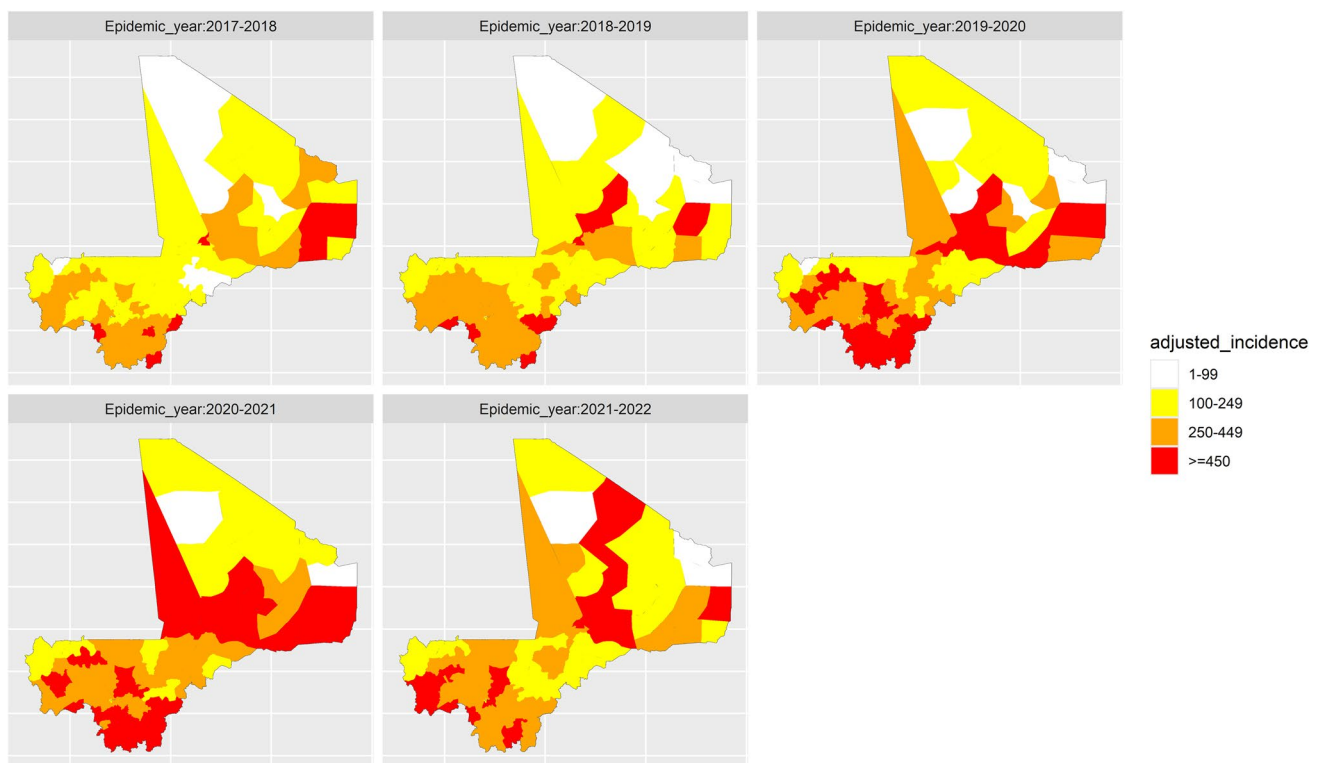 Epidemic_year:2017-2018
Epidemic_year:2018-2019
Epidemic_year:2019-2020
Epidemic_year:2020-2021
Epidemic_year:2021-2022
adjusted_incidence
1-99
100-249
250-449
>=450